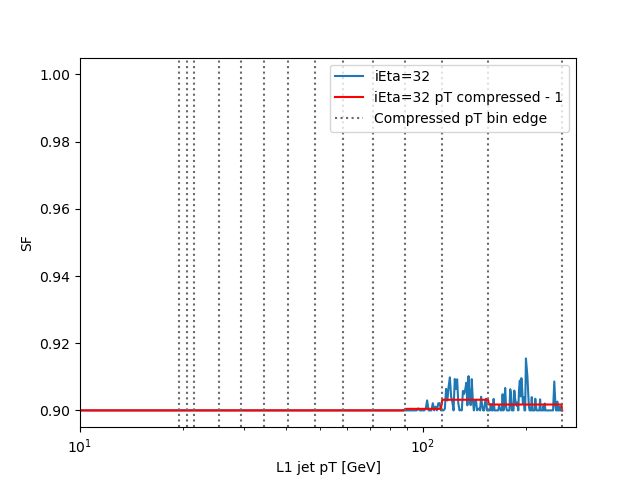 iEta=32
iEta=32 pT compressed - 1
Compressed pT bin edge
1.00
0.98
0.96
0.94
0.92
0.90
SF
10¹
10²
L1 jet pT [GeV]